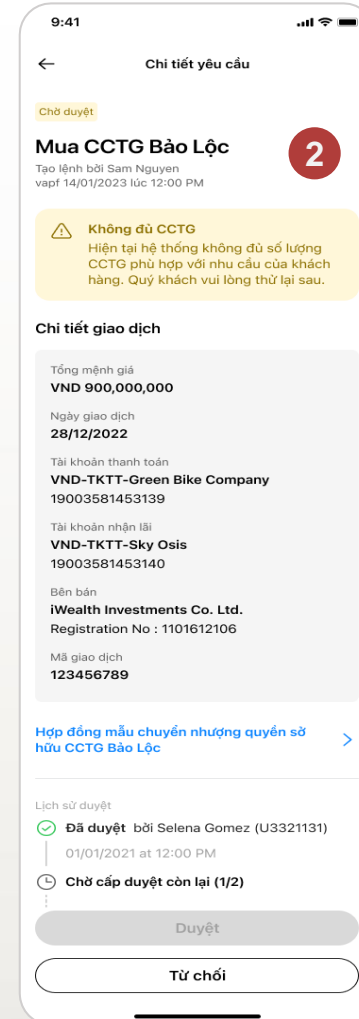 9:41
Chi tiết yêu cầu
Chờ duyệt
Mua CCTG Bảo Lộc
2
Tạo lệnh bởi Sam Nguyen
vapf 14/01/2023 lúc 12:00 PM
Không đủ CCTG
Hiện tại hệ thống không đủ số lượng
CCTG phù hợp với nhu cầu của khách
hàng. Quý khách vui lòng thử lại sau.
Chi tiết giao dịch
Tổng mệnh giá
VND 900,000,000
Ngày giao dịch
28/12/2022
Tài khoản thanh toán
VND-TKTT-Green Bike Company
19003581453139
Tài khoản nhận lãi
VND-TKTT-Sky Osis
19003581453140
Bên bán
iWealth Investments Co. Ltd.
Registration No : 1101612106
Mã giao dịch
123456789
Hợp đồng mẫu chuyển nhượng quyền sở
hữu CCTG Bảo Lộc
Lịch sử duyệt
Đã duyệt bởi Selena Gomez (U3321131)
01/01/2021 at 12:00 PM
Chờ cấp duyệt còn lại (1/2)
Duyệt
Từ chối